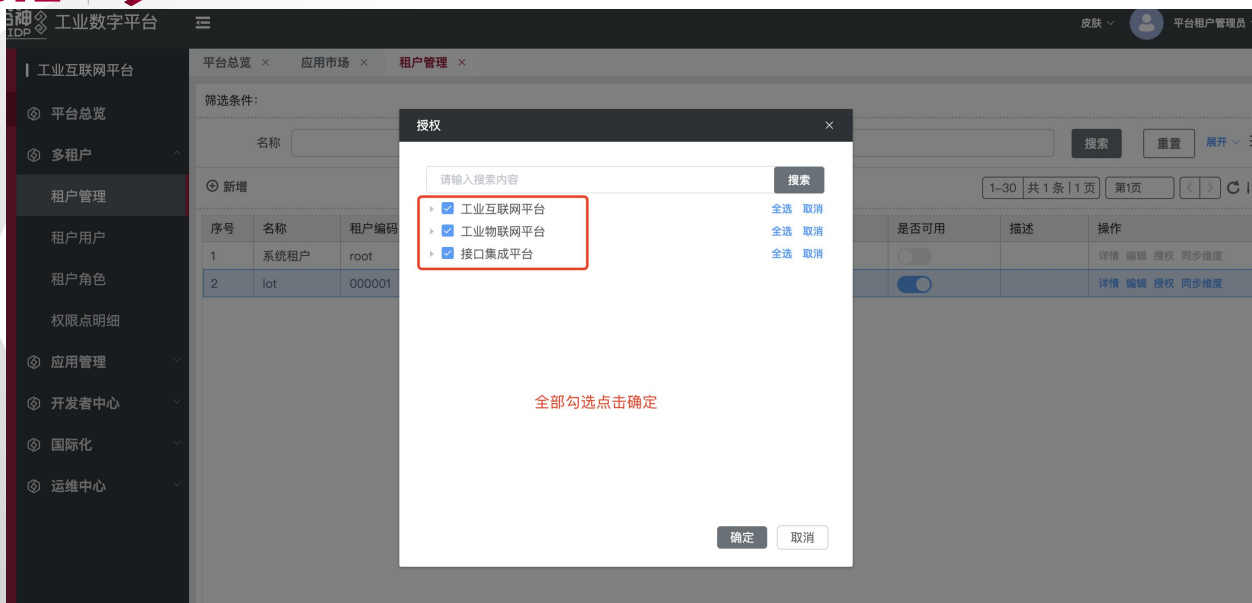 IDP 工业数字平台
皮肤 平台租户管理员
工业互联网平台
平台总览
多租户
租户管理
租户用户
租户角色
权限点明细
应用管理
开发者中心
国际化
运维中心
平台总览 × 应用市场 × 租户管理 ×
筛选条件:
名称 搜索 重置 展开
新增 1-30 共 1 条 1 页 第1页
序号 名称 租户编码 是否可用 描述 操作
1 系统租户 root 详情 编辑 授权 同步维度
2 iot 000001 详情 编辑 授权 同步维度
授权 ×
请输入搜索内容 搜索
工业互联网平台 全选 取消
工业物联网平台 全选 取消
接口集成平台 全选 取消
全部勾选点击确定
确定 取消